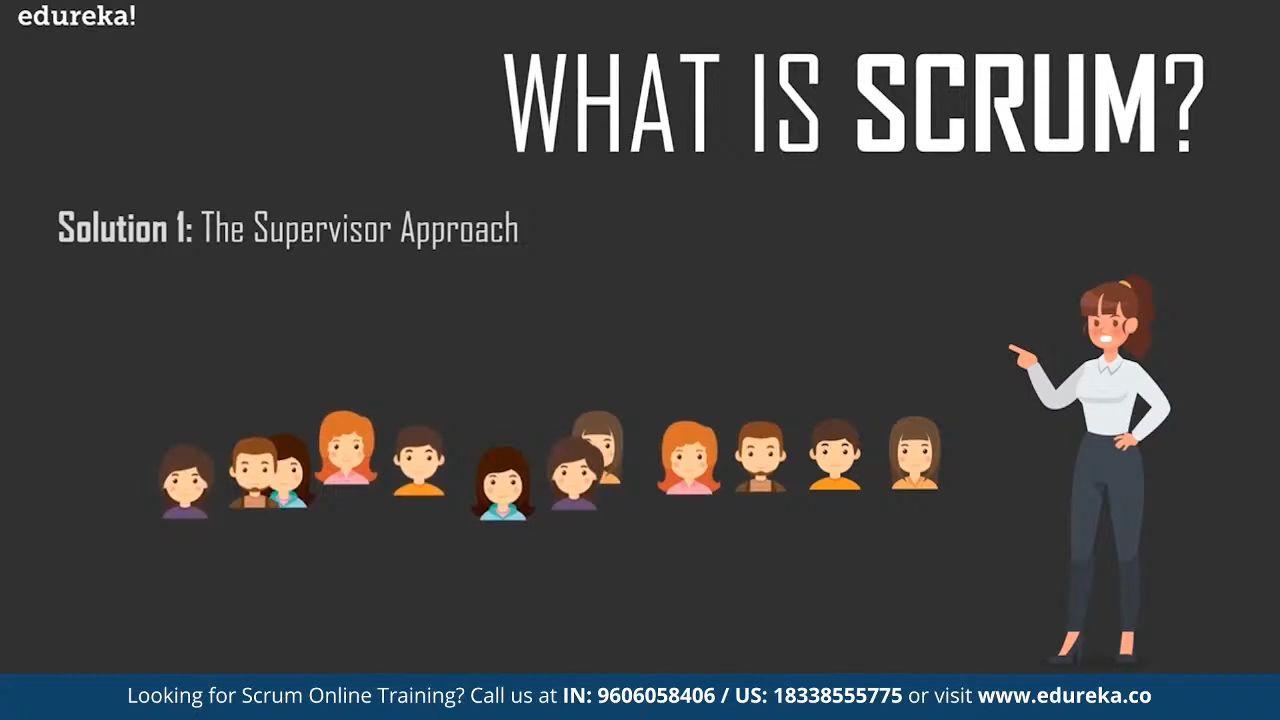 edureka!
WHAT IS SCRUM?
Solution 1: The Supervisor Approach
Looking for Scrum Online Training? Call us at IN: 9606058406 / US: 18338555775 or visit www.edureka.co